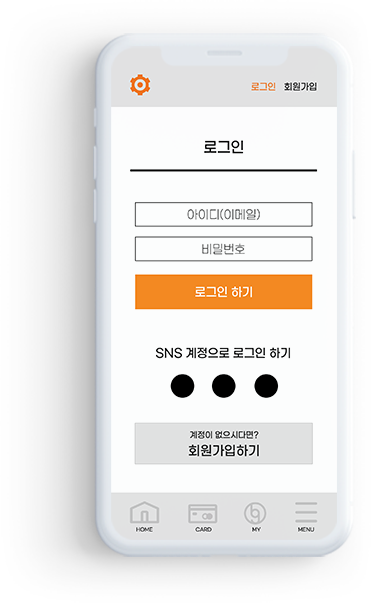 로그인 회원가입
로그인
아이디(이메일)
비밀번호
로그인 하기
SNS 계정으로 로그인 하기
계정이 없으시다면?
회원가입하기
HOME CARD MY MENU